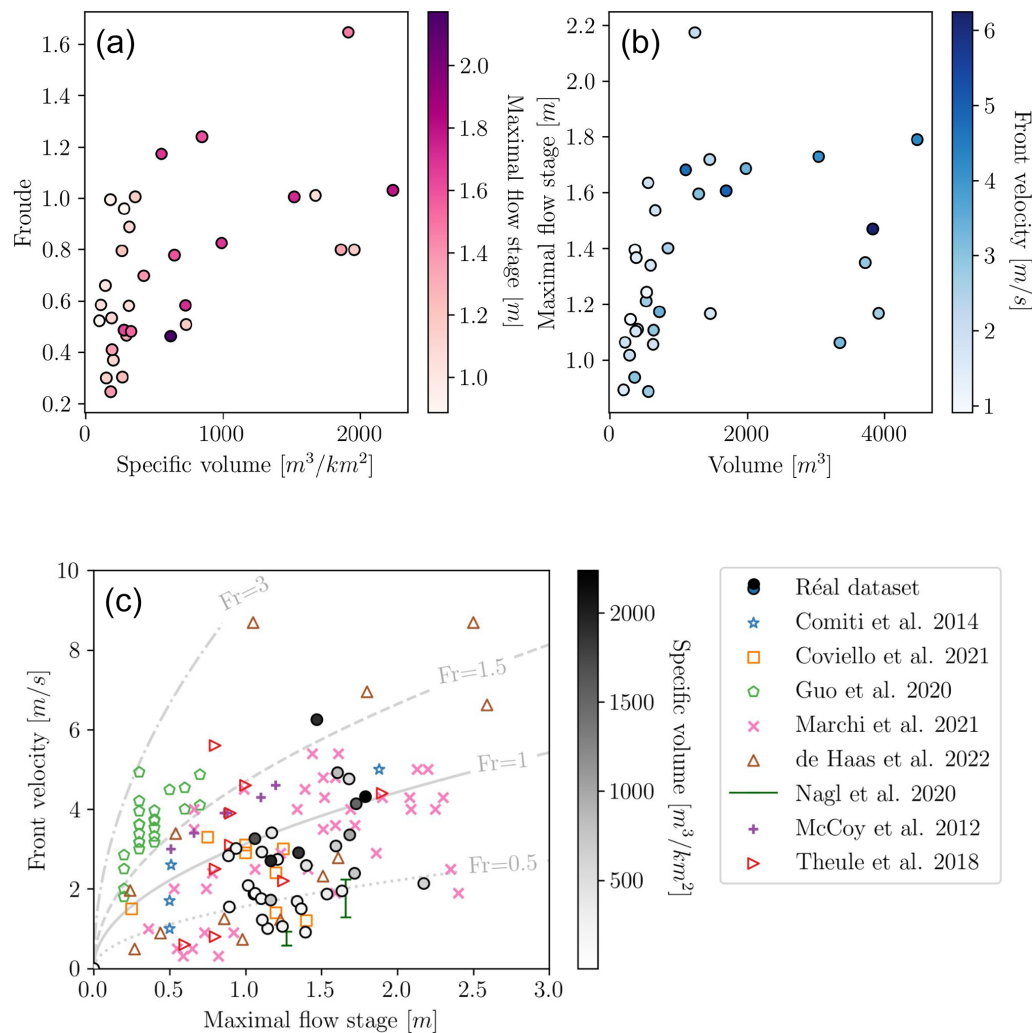 (a)
1.6
1.4
1.2
1.0
0.8
0.6
0.4
0.2
Froude
0
1000
2000
Specific volume [m³/km²]
2.0
1.8
1.6
1.4
1.2
1.0
Maximal flow stage [m]
(b)
2.2
2.0
1.8
1.6
1.4
1.2
1.0
Maximal flow stage [m]
0
2000
4000
Volume [m³]
6
5
4
3
2
1
Front velocity [m/s]
(c)
10
8
6
4
2
0
Front velocity [m/s]
Fr=3
Fr=1.5
Fr=1
Fr=0.5
0.0
0.5
1.0
1.5
2.0
2.5
3.0
Maximal flow stage [m]
2000
1500
1000
500
Specific volume [m³/km²]
Réal dataset
Comiti et al. 2014
Coviello et al. 2021
Guo et al. 2020
Marchi et al. 2021
de Haas et al. 2022
Nagl et al. 2020
McCoy et al. 2012
Theule et al. 2018